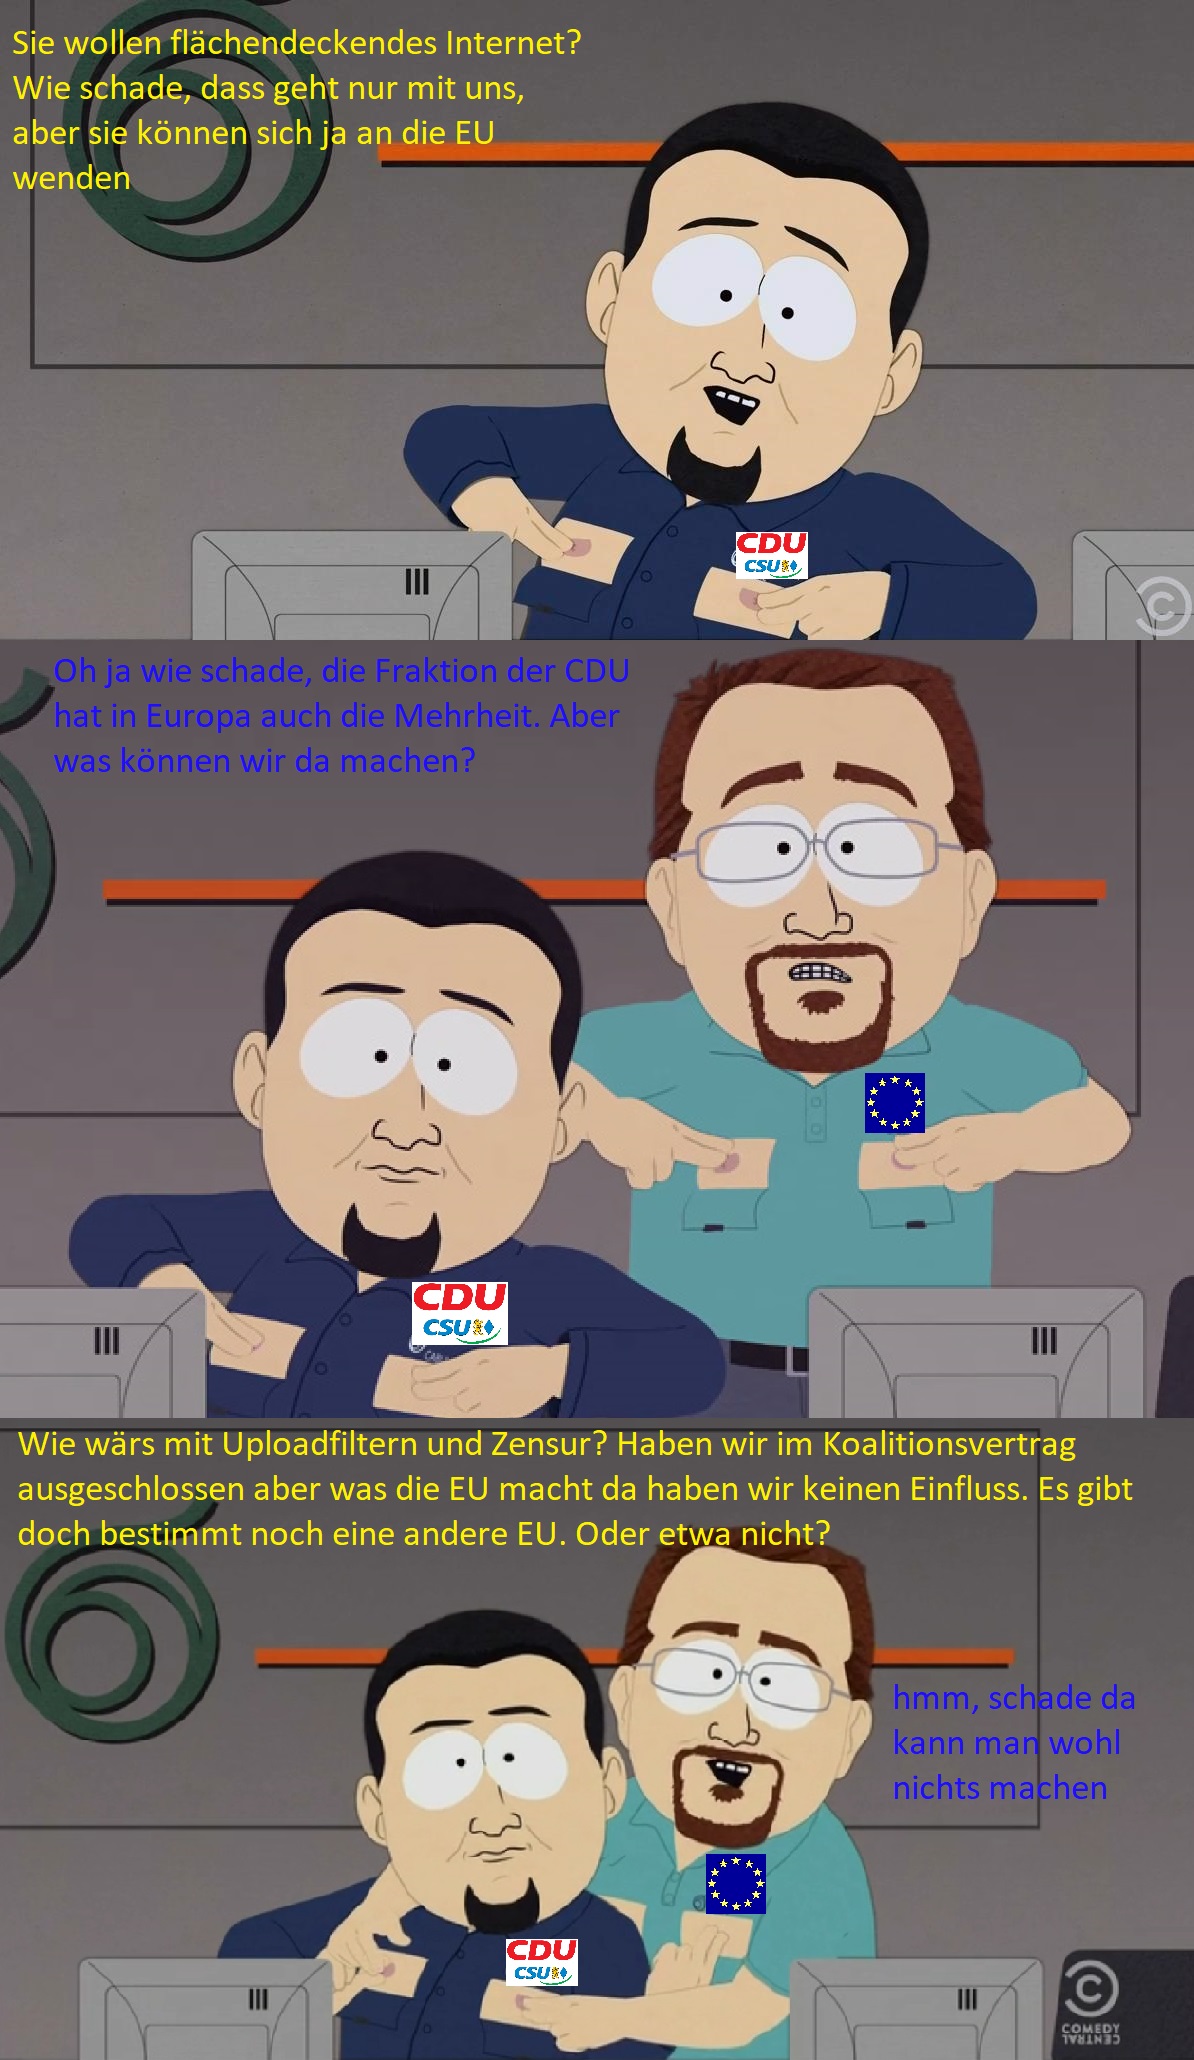 Sie wollen flächendeckendes Internet?
Wie schade, dass geht nur mit uns,
aber sie können sich ja an die EU
wenden
CDU
CSU
Oh ja wie schade, die Fraktion der CDU
hat in Europa auch die Mehrheit. Aber
was können wir da machen?
CDU
CSU
Wie wärs mit Uploadfiltern und Zensur? Haben wir im Koalitionsvertrag
ausgeschlossen aber was die EU macht da haben wir keinen Einfluss. Es gibt
doch bestimmt noch eine andere EU. Oder etwa nicht?
hmm, schade da
kann man wohl
nichts machen
CDU
CSU
COMEDY
CENTRAL